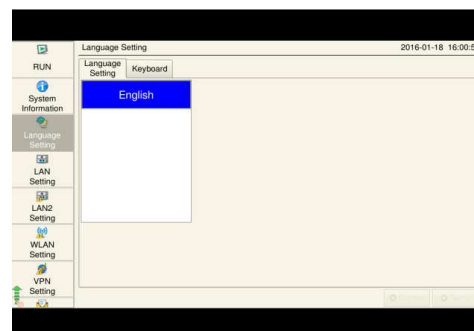 Language Setting
2016-01-18 16:00:5
RUN
System
Information
Language
Setting
LAN
Setting
LAN2
Setting
WLAN
Setting
VPN
Setting
Language
Setting
Keyboard
English